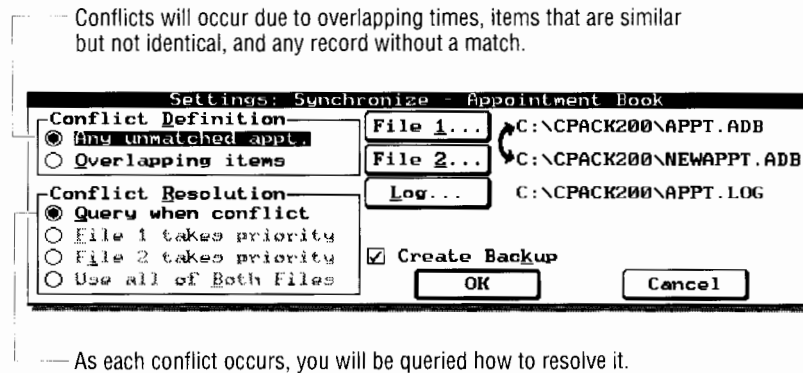 Conflicts will occur due to overlapping times, items that are similar
but not identical, and any record without a match.
Settings: Synchronize - Appointment Book
Conflict Definition
Any unmatched appt.
Overlapping items
File 1... C:\CPACK200\APPT.ADB
File 2... C:\CPACK200\NEWAPPT.ADB
Log... C:\CPACK200\APPT.LOG
Conflict Resolution
Query when conflict
File 1 takes priority
File 2 takes priority
Use all of Both Files
Create Backup
OK Cancel
As each conflict occurs, you will be queried how to resolve it.